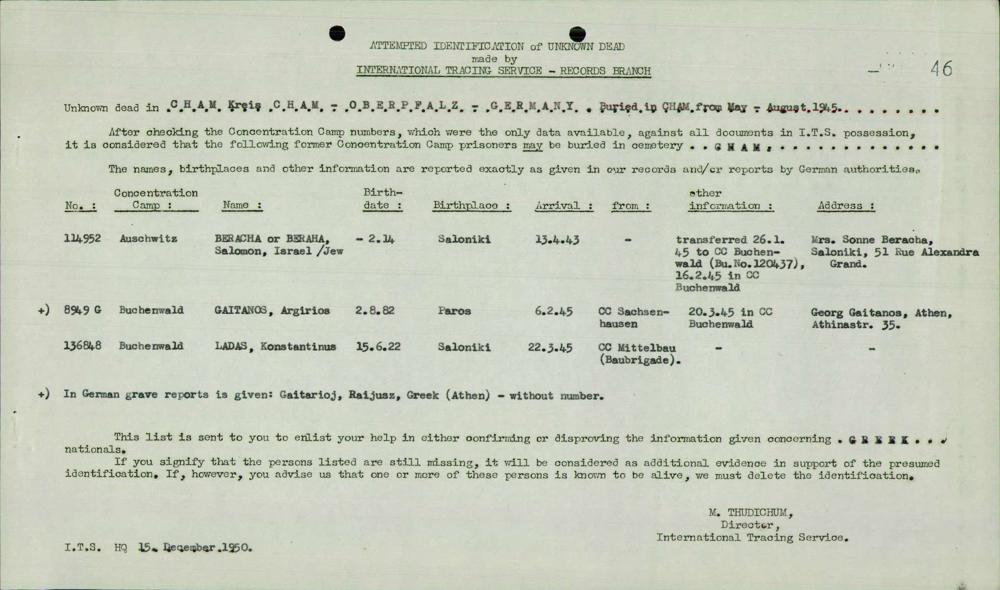 ATTEMPTED IDENTIFICATION of UNKNOWN DEAD
made by
INTERNATIONAL TRACING SERVICE - RECORDS BRANCH
46
Unknown dead in .C.H.A.M. Kreis .C.H.A.M. - .O.B.E.R.P.F.A.L.Z. - .G.E.R.M.A.N.Y. . Buried in CHAM from May - August 1945. . . . . . . . .
After checking the Concentration Camp numbers, which were the only data available, against all documents in I.T.S. possession,
it is considered that the following former Concentration Camp prisoners may be buried in cemetery . . C H A M . . . . . . . . . . . . . . .
The names, birthplaces and other information are reported exactly as given in our records and/or reports by German authorities.
No. : Concentration Camp : Name : Birth-date : Birthplace : Arrival : from : other information : Address :
114952 Auschwitz BERACHA or BERAHA, - 2.14 Saloniki 13.4.43 - transferred 26.1. Mrs. Sonne Beracha,
Salomon, Israel /Jew 45 to CC Buchen- Saloniki, 51 Rue Alexandra
wald (Bu.No.120437), Grand.
16.2.45 in CC
Buchenwald
+) 8949 G Buchenwald GAITANOS, Argirios 2.8.82 Paros 6.2.45 CC Sachsen- 20.3.45 in CC Georg Gaitanos, Athen,
hausen Buchenwald Athinastr. 35.
136848 Buchenwald LADAS, Konstantinus 15.6.22 Saloniki 22.3.45 CC Mittelbau - -
(Baubrigade).
+) In German grave reports is given: Gaitarioj, Raijusz, Greek (Athen) - without number.
This list is sent to you to enlist your help in either confirming or disproving the information given concerning . G R E E K . . .
nationals.
If you signify that the persons listed are still missing, it will be considered as additional evidence in support of the presumed
identification. If, however, you advise us that one or more of these persons is known to be alive, we must delete the identification.
M. THUDICHUM,
Director,
International Tracing Service.
I.T.S. HQ 15. December 1950.